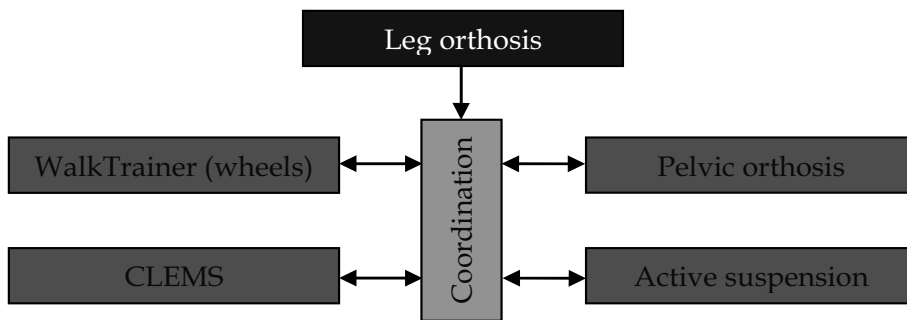 Leg orthosis
WalkTrainer (wheels)
Coordination
Pelvic orthosis
CLEMS
Active suspension